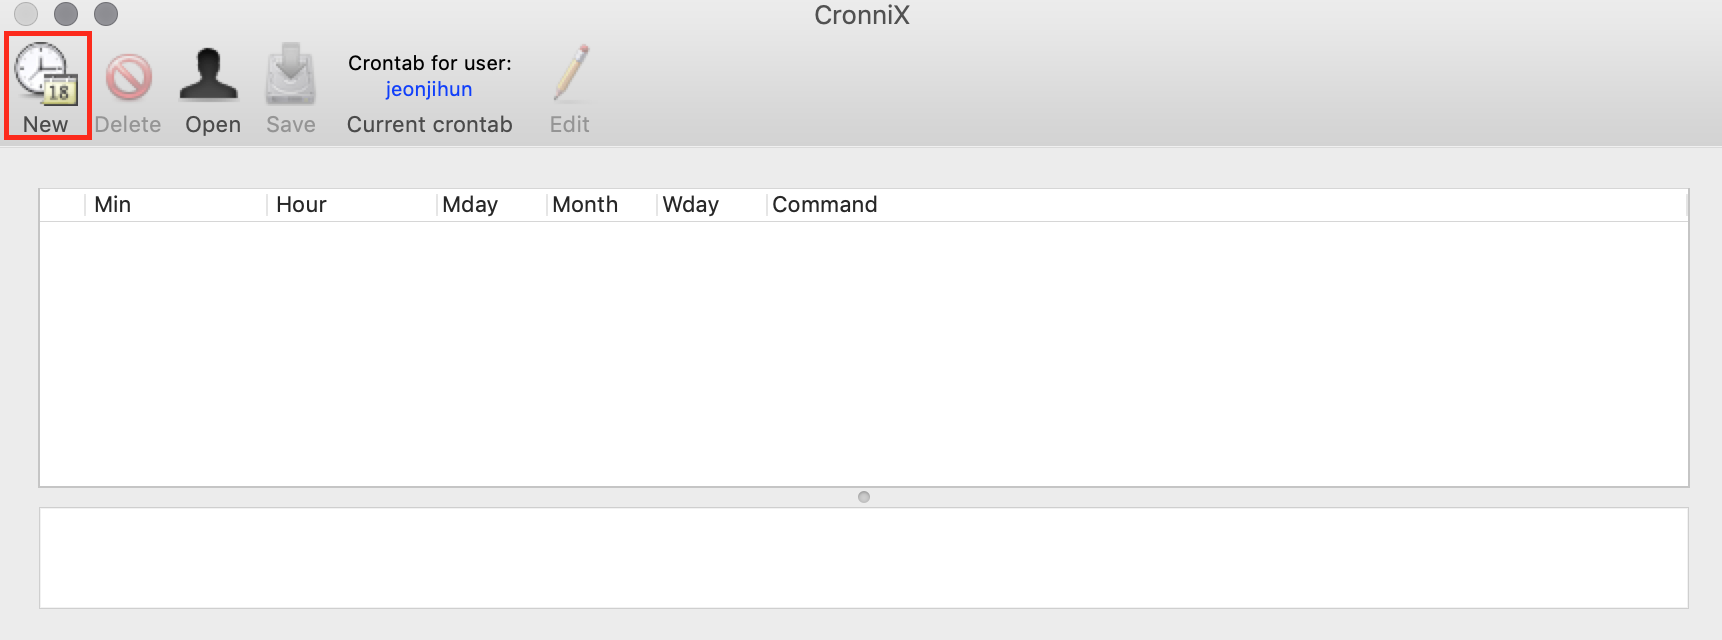 CronniX
18
New
Delete
Open
Save
Crontab for user:
jeonjihun
Current crontab
Edit
Min Hour Mday Month Wday Command